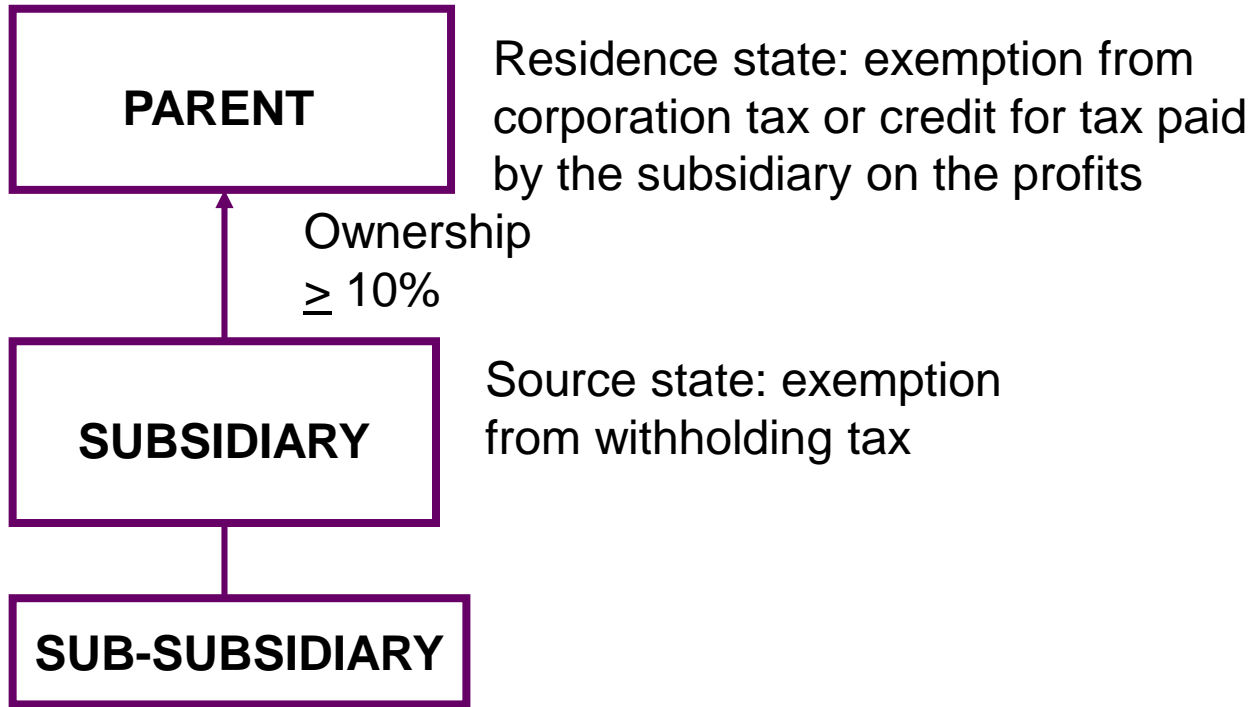 PARENT
Residence state: exemption from
corporation tax or credit for tax paid
by the subsidiary on the profits
Ownership
≥ 10%
SUBSIDIARY
Source state: exemption
from withholding tax
SUB-SUBSIDIARY